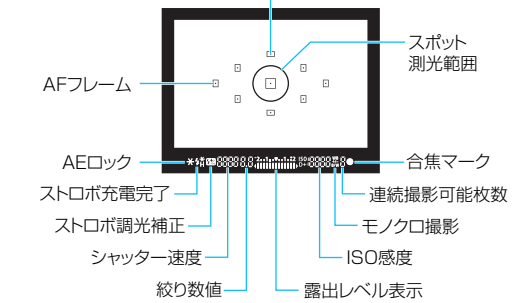 スポット
測光範囲
AFフレーム
AEロック
合焦マーク
ストロボ充電完了
連続撮影可能枚数
ストロボ調光補正
モノクロ撮影
シャッター速度
ISO感度
絞り数値
露出レベル表示